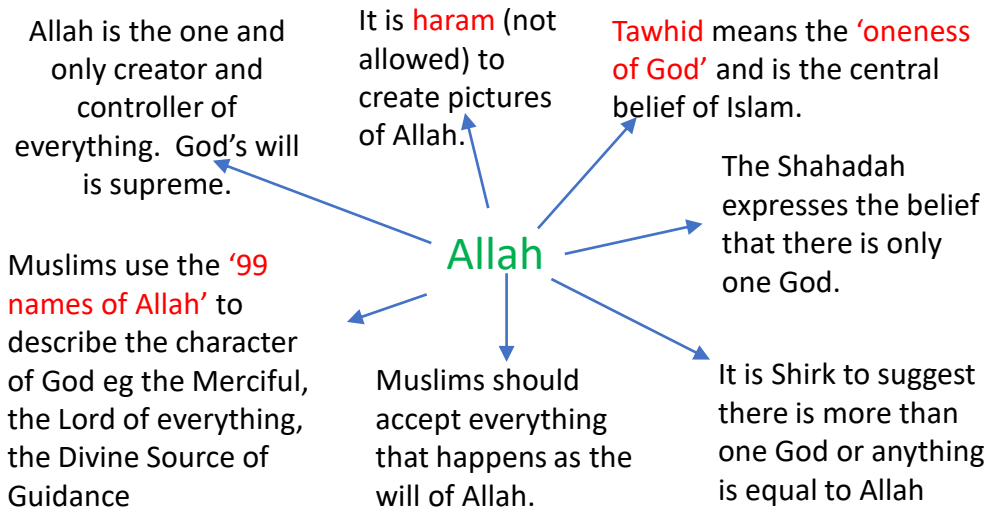 Allah is the one and
only creator and
controller of
everything.  God’s will
is supreme.
It is haram (not
allowed) to
create pictures
of Allah.
Tawhid means the ‘oneness
of God’ and is the central
belief of Islam.
The Shahadah
expresses the belief
that there is only
one God.
Allah
Muslims use the ‘99
names of Allah’ to
describe the character
of God eg the Merciful,
the Lord of everything,
the Divine Source of
Guidance
Muslims should
accept everything
that happens as the
will of Allah.
It is Shirk to suggest
there is more than
one God or anything
is equal to Allah